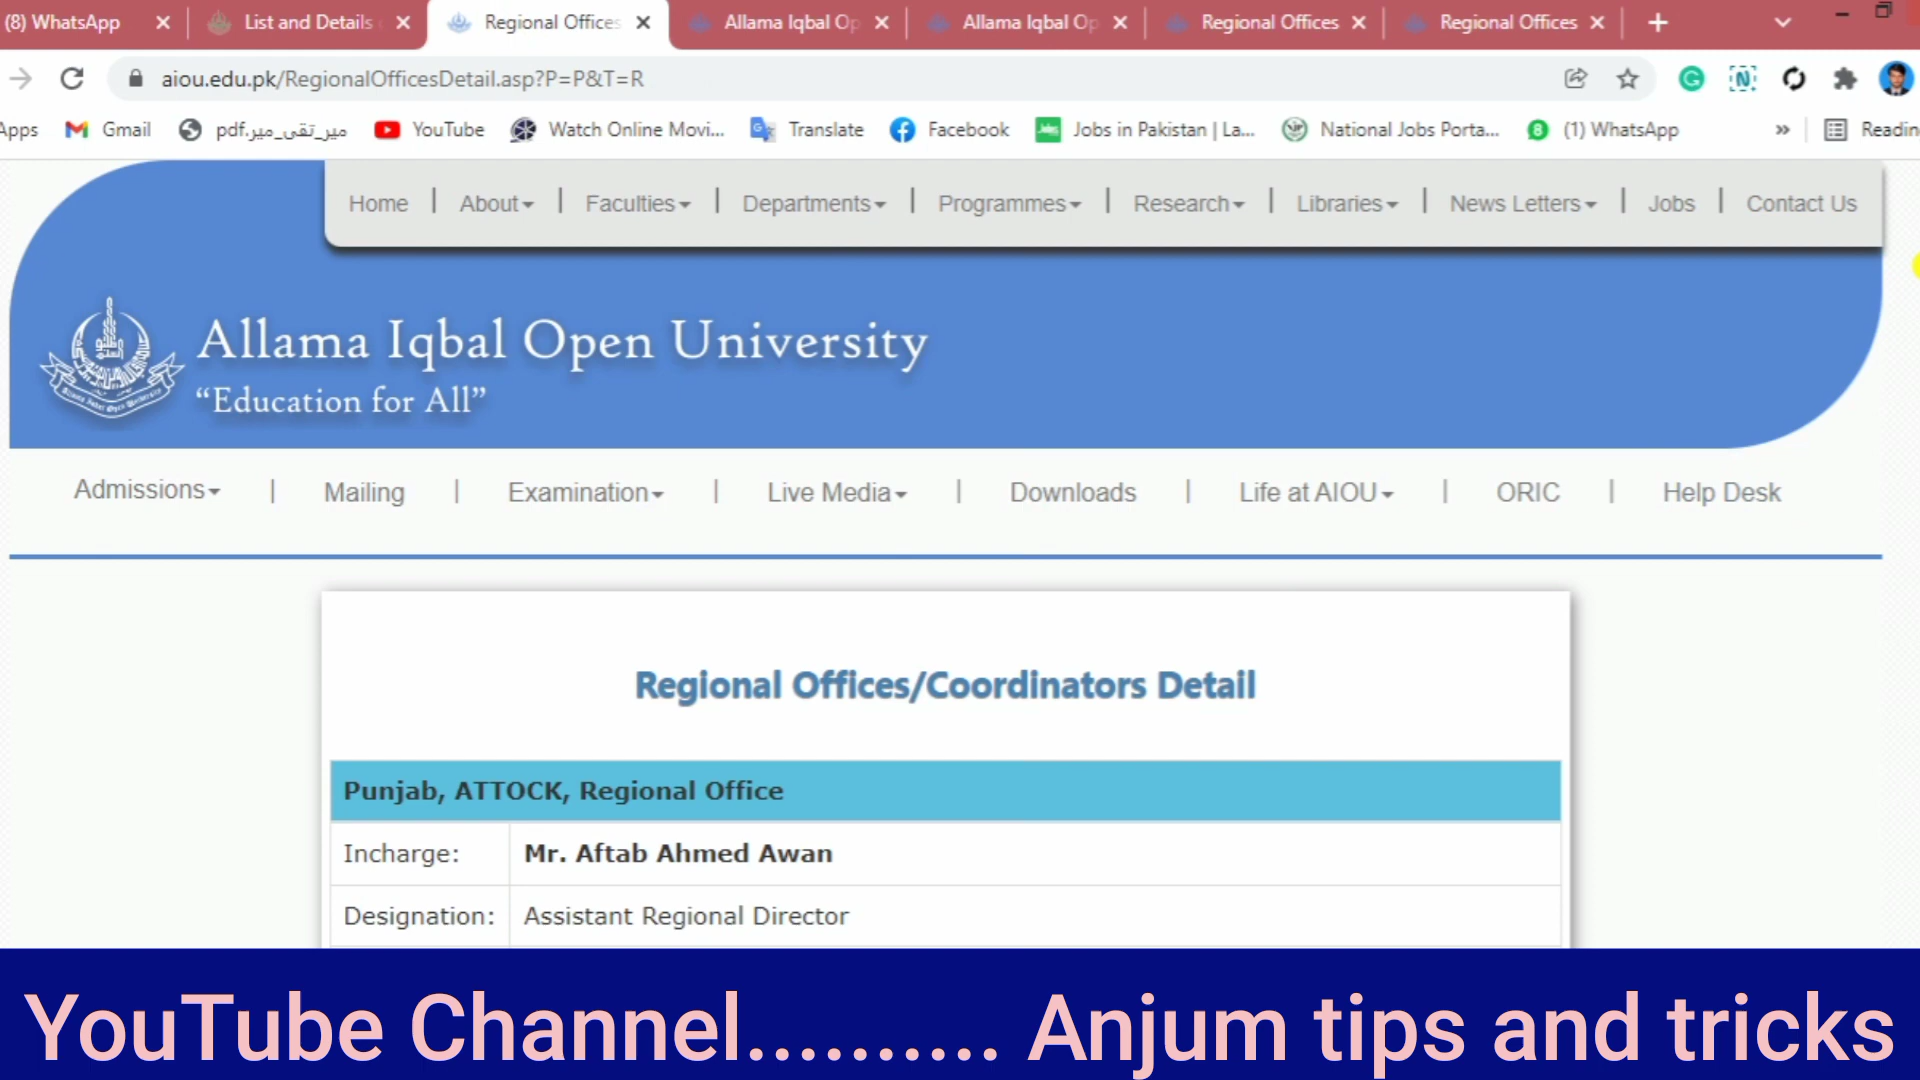 (8) WhatsApp
List and Details
Regional Offices
Allama Iqbal Op
Allama Iqbal Op
Regional Offices
Regional Offices
aiou.edu.pk/RegionalOfficesDetail.asp?P=P&T=R
Apps
Gmail
میر_تقی_میر.pdf
YouTube
Watch Online Movi...
Translate
Facebook
Jobs in Pakistan | La...
National Jobs Porta...
(1) WhatsApp
»
Readin
Home | About | Faculties | Departments | Programmes | Research | Libraries | News Letters | Jobs | Contact Us
Allama Iqbal Open University
“Education for All”
Admissions | Mailing | Examination | Live Media | Downloads | Life at AIOU | ORIC | Help Desk
Regional Offices/Coordinators Detail
Punjab, ATTOCK, Regional Office
Incharge: Mr. Aftab Ahmed Awan
Designation: Assistant Regional Director
YouTube Channel.......... Anjum tips and tricks